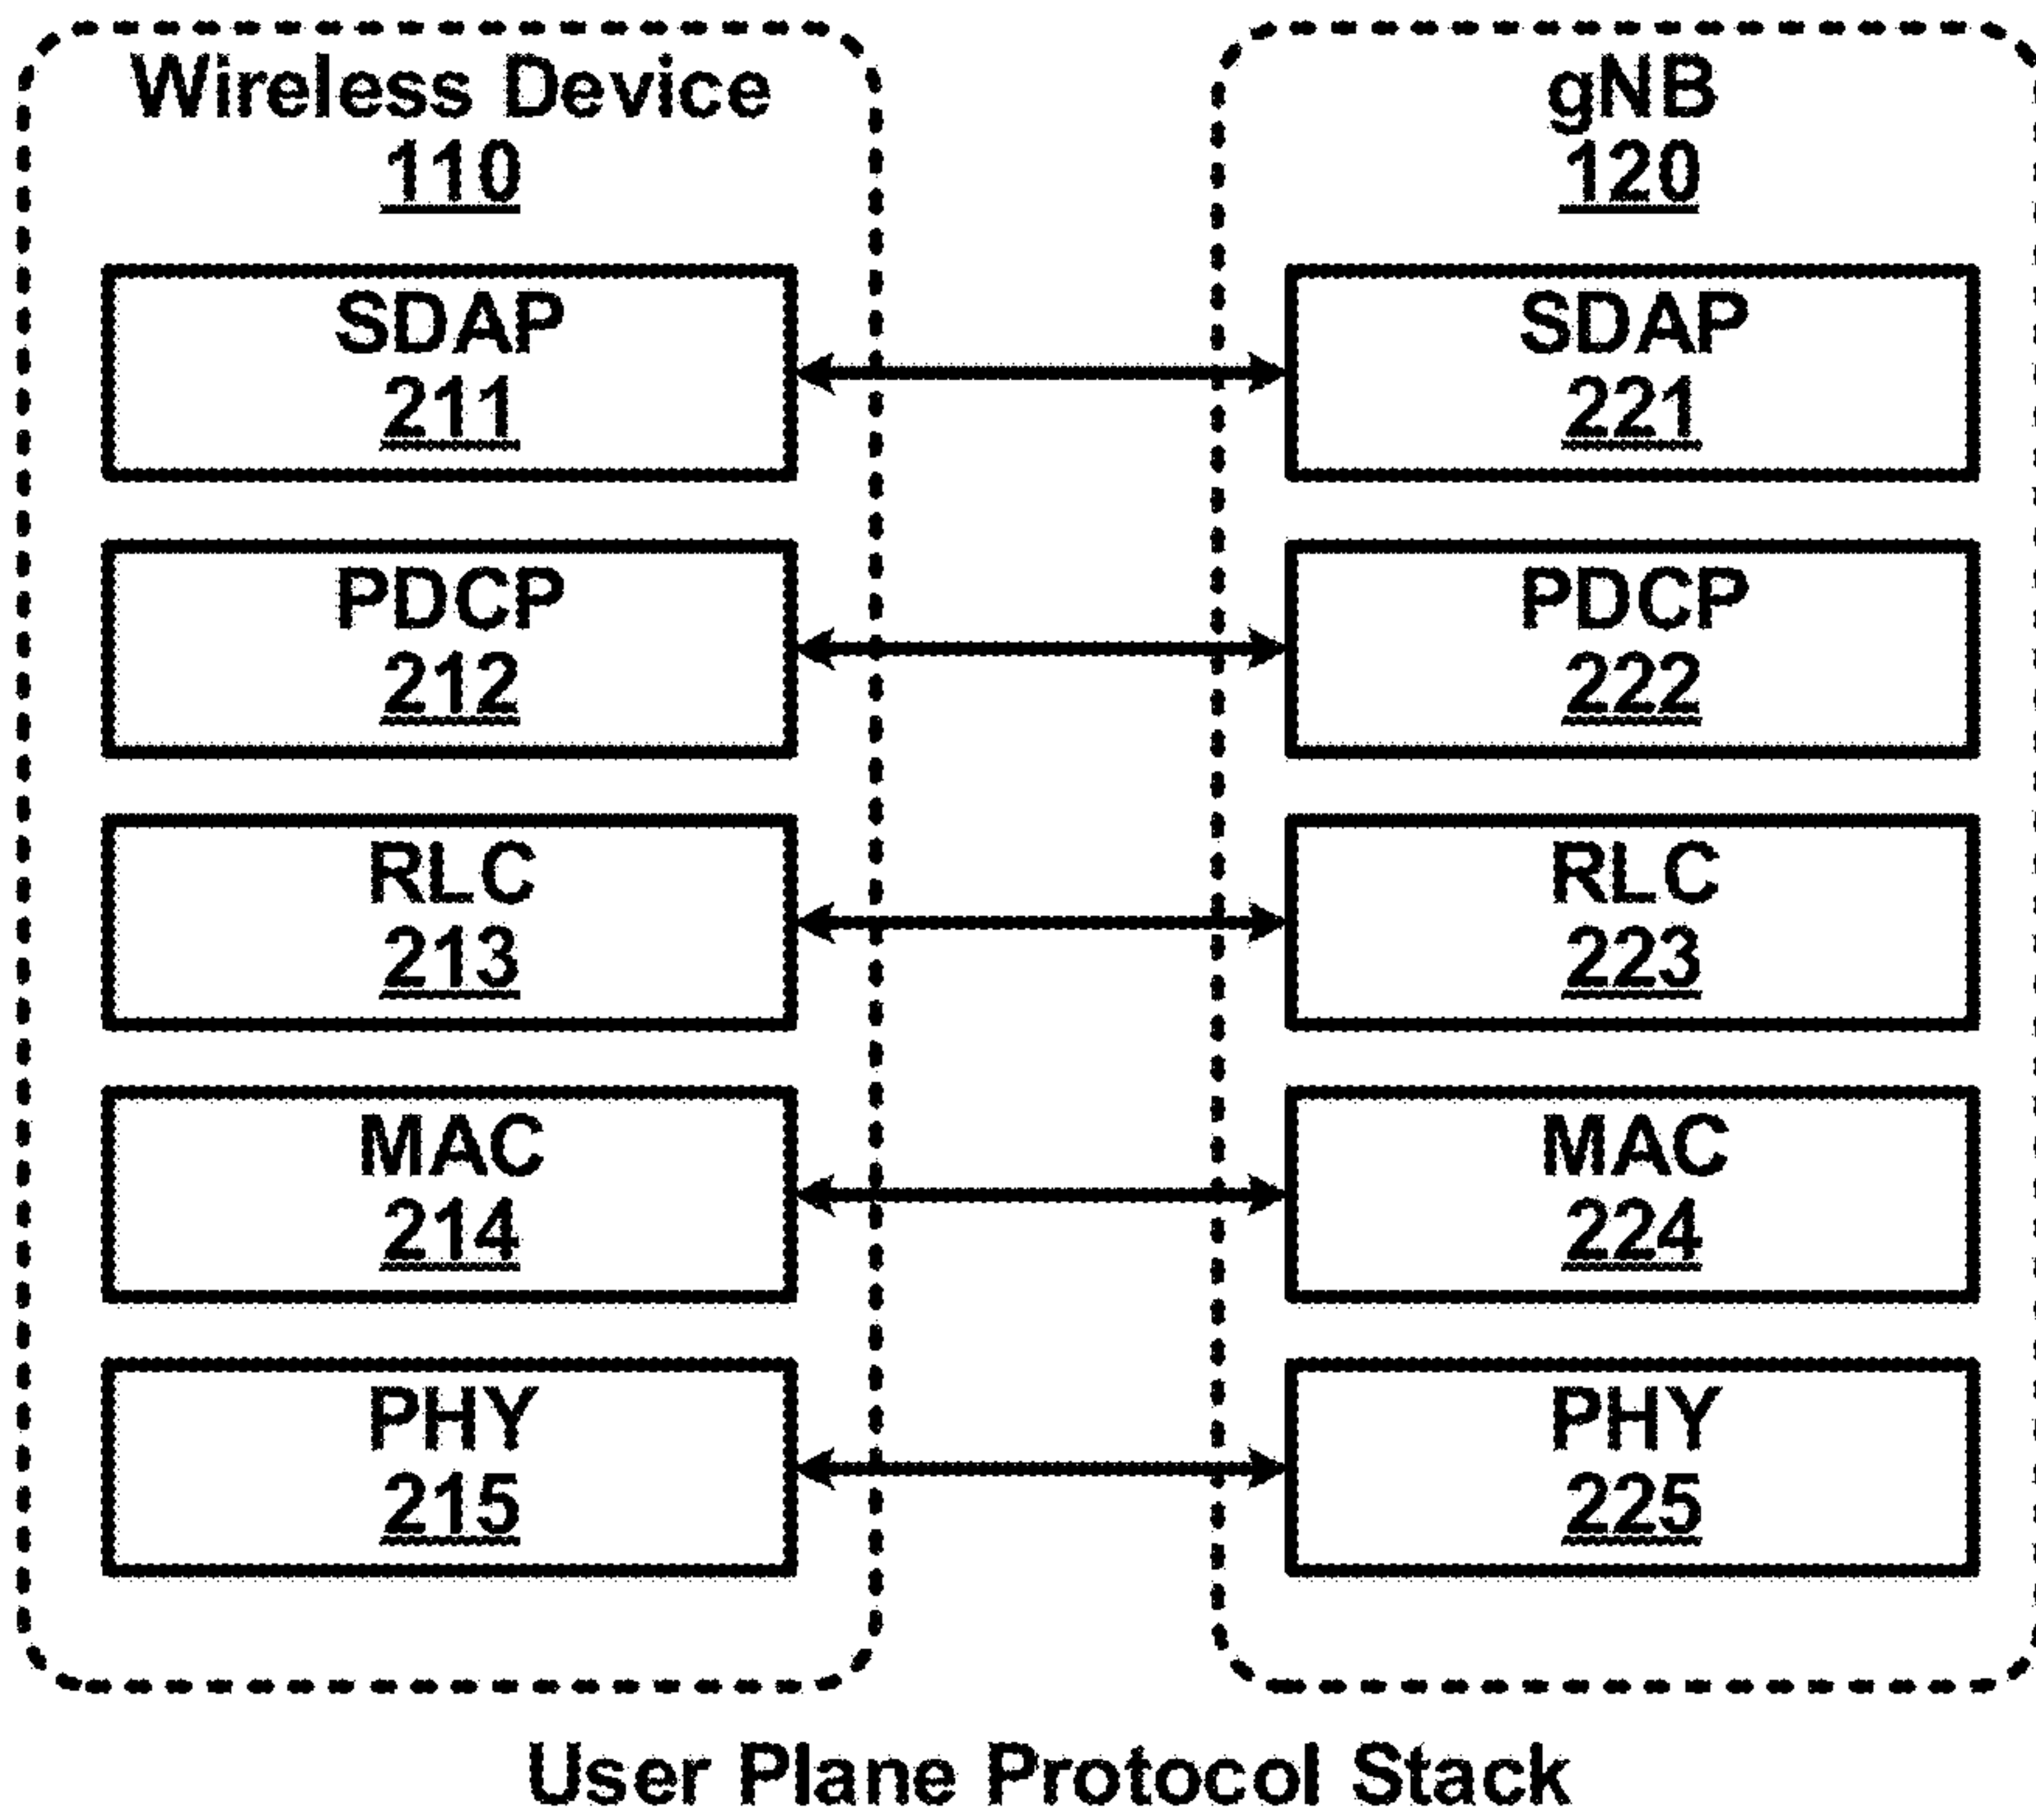 Wireless Device
110
SDAP
211
PDCP
212
RLC
213
MAC
214
PHY
215
gNB
120
SDAP
221
PDCP
222
RLC
223
MAC
224
PHY
225
User Plane Protocol Stack